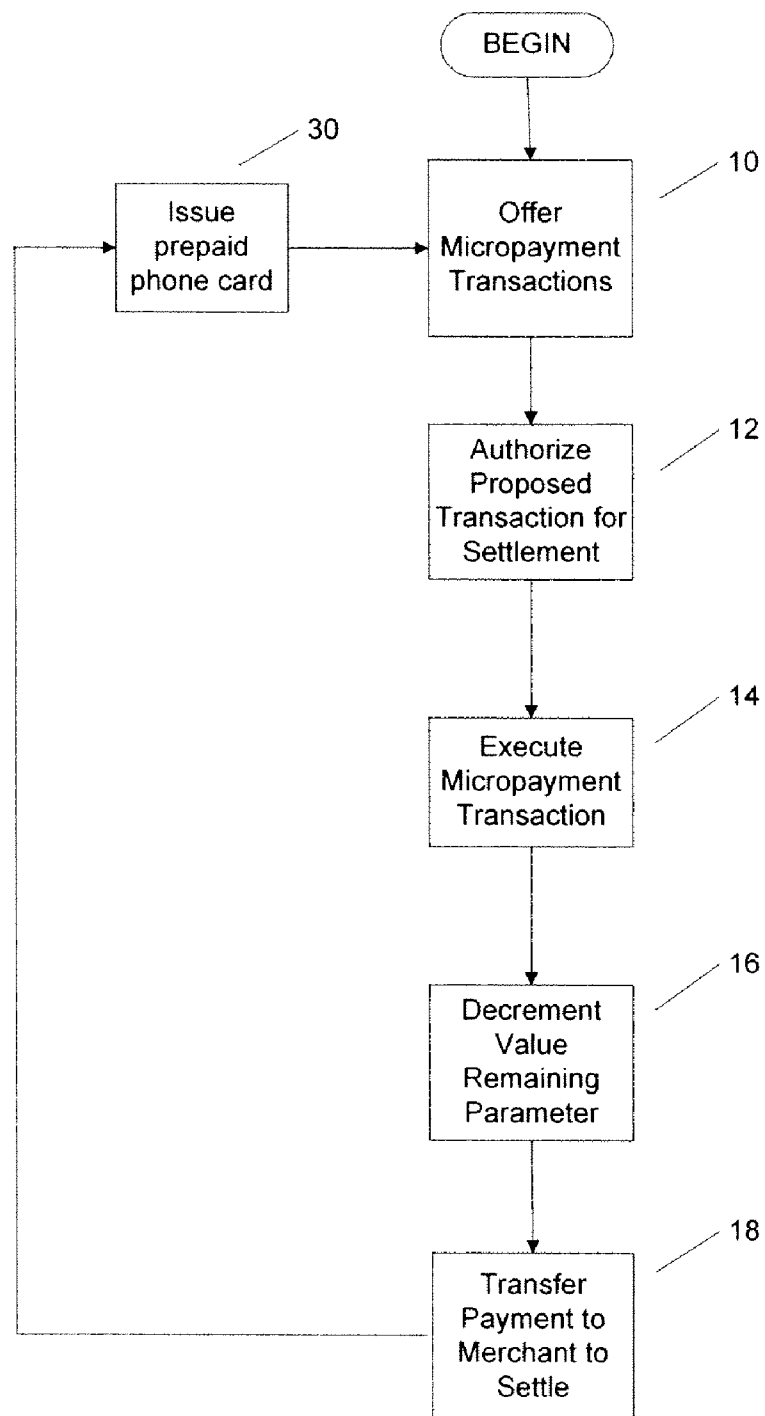 BEGIN
30
Issue
prepaid
phone card
10
Offer
Micropayment
Transactions
12
Authorize
Proposed
Transaction for
Settlement
14
Execute
Micropayment
Transaction
16
Decrement
Value
Remaining
Parameter
18
Transfer
Payment to
Merchant to
Settle